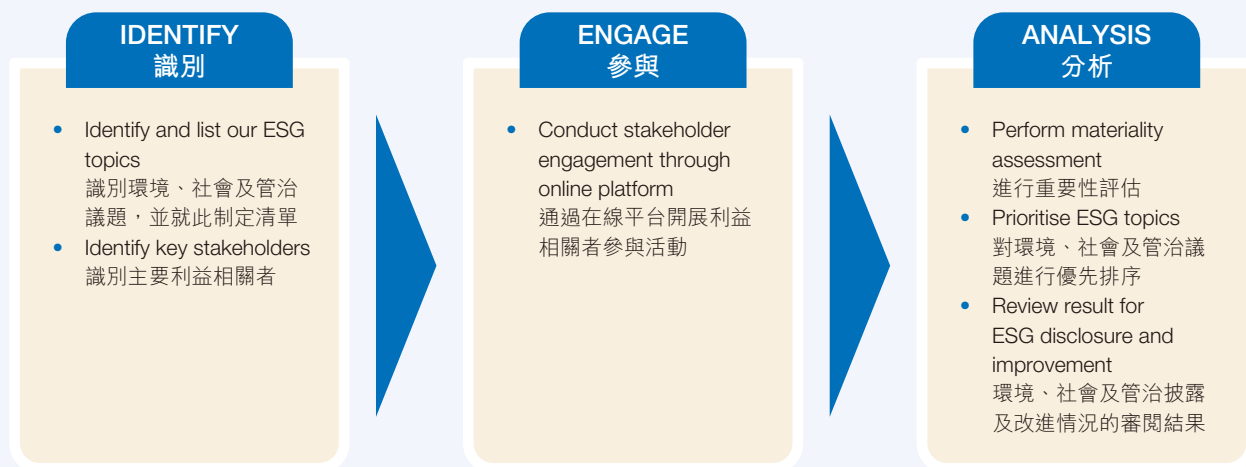 IDENTIFY
識別
• Identify and list our ESG
topics
識別環境、社會及管治
議題，並就此制定清單
• Identify key stakeholders
識別主要利益相關者
ENGAGE
參與
• Conduct stakeholder
engagement through
online platform
通過在線平台開展利益
相關者參與活動
ANALYSIS
分析
• Perform materiality
assessment
進行重要性評估
• Prioritise ESG topics
對環境、社會及管治議
題進行優先排序
• Review result for
ESG disclosure and
improvement
環境、社會及管治披露
及改進情況的審閱結果